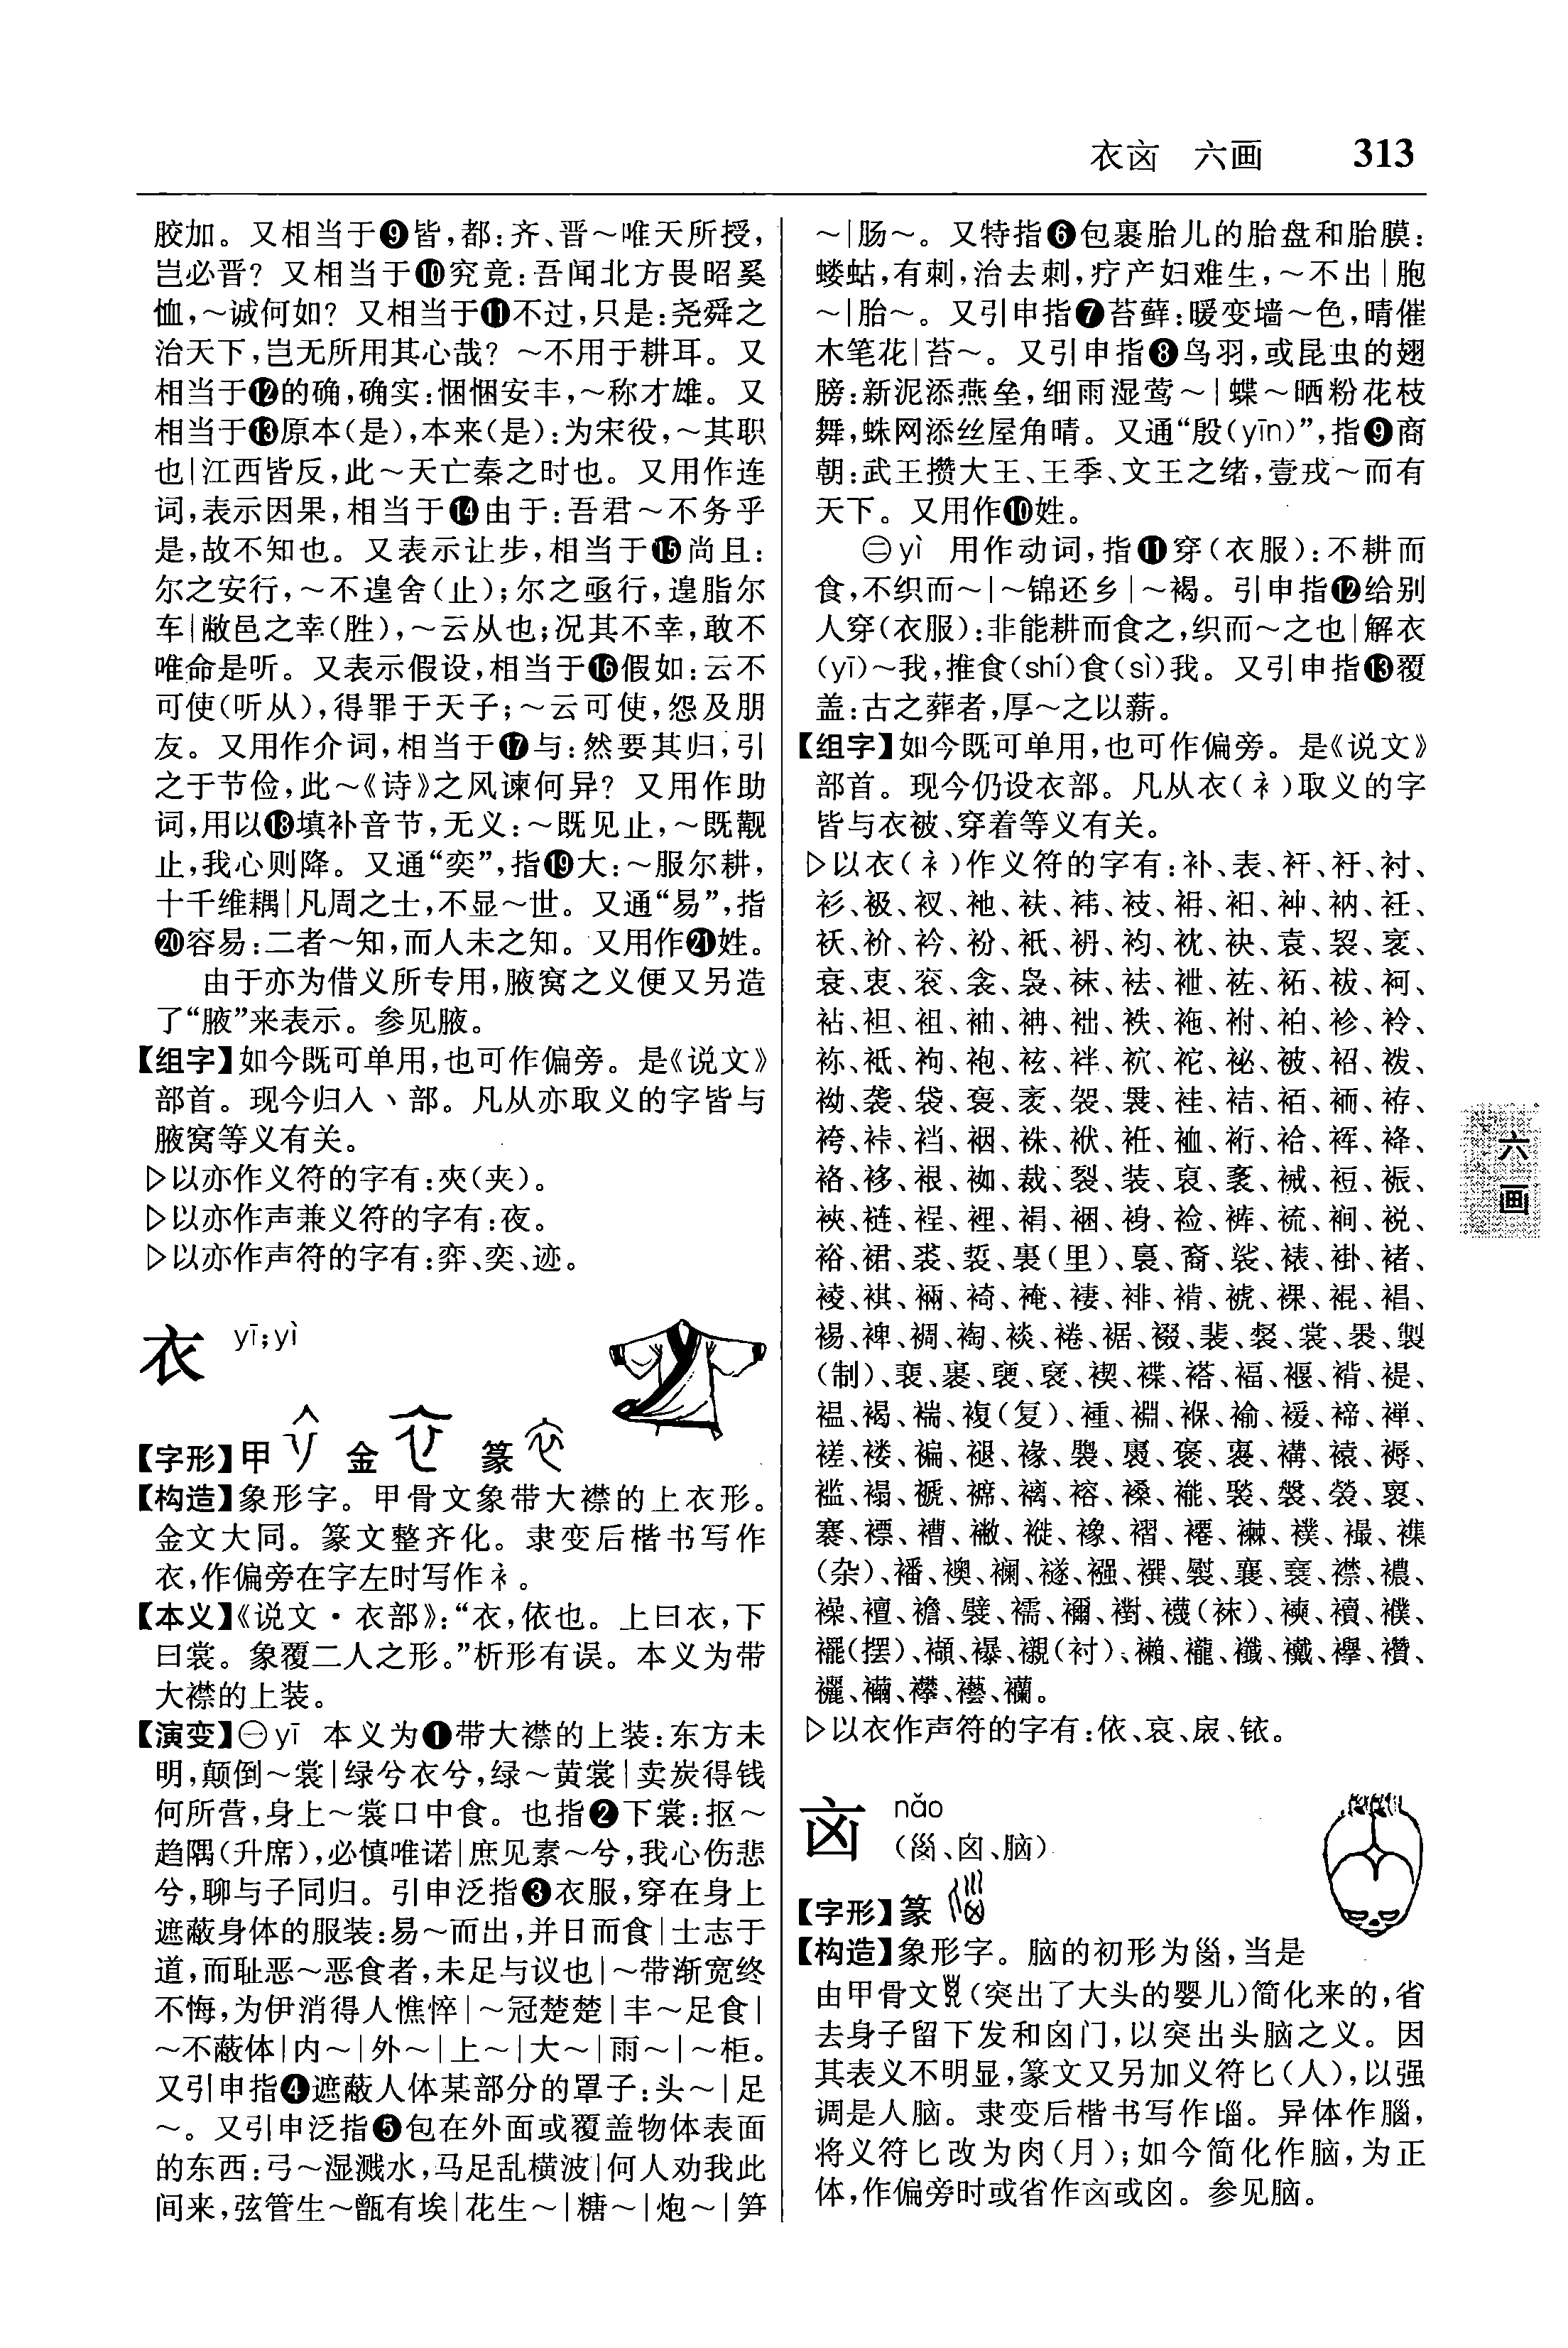 衣㐫 六画 313
胶加。又相当于❾皆,都:齐、晋～唯天所授,
岂必晋？又相当于❿究竟:吾闻北方畏昭奚
恤,～诚何如？又相当于⓫不过,只是:尧舜之
治天下,岂无所用其心哉？～不用于耕耳。又
相当于⓬的确,确实:悃悃安丰,～称才雄。又
相当于⓭原本(是),本来(是):为宋役,～其职
也|江西皆反,此～天亡秦之时也。又用作连
词,表示因果,相当于⓮由于:吾君～不务乎
是,故不知也。又表示让步,相当于⓯尚且:
尔之安行,～不遑舍(止);尔之亟行,遑脂尔
车|敝邑之幸(胜),～云从也;况其不幸,敢不
唯命是听。又表示假设,相当于⓰假如:云不
可使(听从),得罪于天子;～云可使,怨及朋
友。又用作介词,相当于⓱与:然要其归,引
之于节俭,此～《诗》之风谏何异？又用作助
词,用以⓲填补音节,无义:～既见止,～既觏
止,我心则降。又通“奕”,指⓳大:～服尔耕,
十千维耦|凡周之士,不显～世。又通“易”,指
⓴容易:二者～知,而人未之知。又用作㉑姓。
由于亦为借义所专用,腋窝之义便又另造
了“腋”来表示。参见腋。
【组字】如今既可单用,也可作偏旁。是《说文》
部首。现今归入丶部。凡从亦取义的字皆与
腋窝等义有关。
▷以亦作义符的字有:夾(夹)。
▷以亦作声兼义符的字有:夜。
▷以亦作声符的字有:弈、奕、迹。
衣 yī;yì
【字形】甲 金 篆
【构造】象形字。甲骨文象带大襟的上衣形。
金文大同。篆文整齐化。隶变后楷书写作
衣,作偏旁在字左时写作衤。
【本义】《说文·衣部》:“衣,依也。上曰衣,下
曰裳。象覆二人之形。”析形有误。本义为带
大襟的上装。
【演变】㊀yī 本义为❶带大襟的上装:东方未
明,颠倒～裳|绿兮衣兮,绿～黄裳|卖炭得钱
何所营,身上～裳口中食。也指❷下裳:抠～
趋隅(升席),必慎唯诺|庶见素～兮,我心伤悲
兮,聊与子同归。引申泛指❸衣服,穿在身上
遮蔽身体的服装:易～而出,并日而食|士志于
道,而耻恶～恶食者,未足与议也|～带渐宽终
不悔,为伊消得人憔悴|～冠楚楚|丰～足食|
～不蔽体|内～|外～|上～|大～|雨～|～柜。
又引申指❹遮蔽人体某部分的罩子:头～|足
～。又引申泛指❺包在外面或覆盖物体表面
的东西:弓～湿溅水,马足乱横波|何人劝我此
间来,弦管生～甑有埃|花生～|糖～|炮～|笋
～|肠～。又特指❻包裹胎儿的胎盘和胎膜:
蝼蛄,有刺,治去刺,疗产妇难生,～不出|胞
～|胎～。又引申指❼苔藓:暖变墙～色,晴催
木笔花|苔～。又引申指❽鸟羽,或昆虫的翅
膀:新泥添燕垒,细雨湿莺～|蝶～晒粉花枝
舞,蛛网添丝屋角晴。又通“殷(yīn)”,指❾商
朝:武王攒大王、王季、文王之绪,壹戎～而有
天下。又用作❿姓。
㊁yì 用作动词,指⓫穿(衣服):不耕而
食,不织而～|～锦还乡|～褐。引申指⓬给别
人穿(衣服):非能耕而食之,织而～之也|解衣
(yī)～我,推食(shí)食(sì)我。又引申指⓭覆
盖:古之葬者,厚～之以薪。
【组字】如今既可单用,也可作偏旁。是《说文》
部首。现今仍设衣部。凡从衣(衤)取义的字
皆与衣被、穿着等义有关。
▷以衣(衤)作义符的字有:补、表、衦、衧、衬、
衫、衱、衩、衪、衭、袆、衼、袡、衵、衶、衲、衽、
袄、衸、衿、衯、衹、袀、枕、袂、袁、袃、衮、
衰、衷、衮、衾、袅、袜、袪、袣、袏、袥、袚、袔、
袩、袒、袓、袖、袡、袦、袟、袘、袝、袙、袗、袊、
袮、袛、袧、袍、袨、袢、袕、袉、袐、被、袑、袯、
袎、袭、袋、袌、袤、袈、袅、袿、袺、袹、袻、袸、
袴、裃、裆、裀、袾、袱、袵、裇、裄、袷、裈、袶、
袼、袳、裉、袽、裁、裂、装、裒、袲、裓、裋、裖、
裌、裢、裎、裡、裐、裍、裑、裣、裤、裗、裥、裞、
裕、裙、裘、裚、裏(里)、裛、裔、裟、裱、褂、褚、
裬、祺、裲、裿、裺、褄、裶、褙、裭、裸、裩、裮、
裼、裨、裯、裪、裧、裷、裾、裰、裴、裻、裳、裠、製
(制)、裵、裹、褏、褎、禊、褋、褡、福、褗、褙、褆、
褞、褐、褍、複(复)、褈、裫、褓、褕、褑、褅、禅、
褨、褛、褊、褪、褖、褩、褭、褒、褱、褠、褤、褥、
褴、褟、褫、褯、褵、褣、褬、褷、褧、褩、褮、褢、
褰、褾、褿、襒、褷、襐、褶、褼、襋、襆、撮、襍
(杂)、襎、襖、襕、襚、襁、襈、褽、襄、褻、襟、襛、
襙、襢、襜、襞、襦、襧、襨、襪(袜)、襫、襩、襥、
襬(摆)、襭、襮、襯(衬)、襰、襱、襳、襶、襷、襸、
襹、襺、襻、襼、襴。
▷以衣作声符的字有:依、哀、扆、铱。
㐫 nǎo
(𡿺、囟、脑)
【字形】篆
【构造】象形字。脑的初形为𡿺,当是
由甲骨文(突出了大头的婴儿)简化来的,省
去身子留下发和囟门,以突出头脑之义。因
其表义不明显,篆文又另加义符匕(人),以强
调是人脑。隶变后楷书写作𦠊。异体作腦,
将义符匕改为肉(月);如今简化作脑,为正
体,作偏旁时或省作㐫或囟。参见脑。
六画